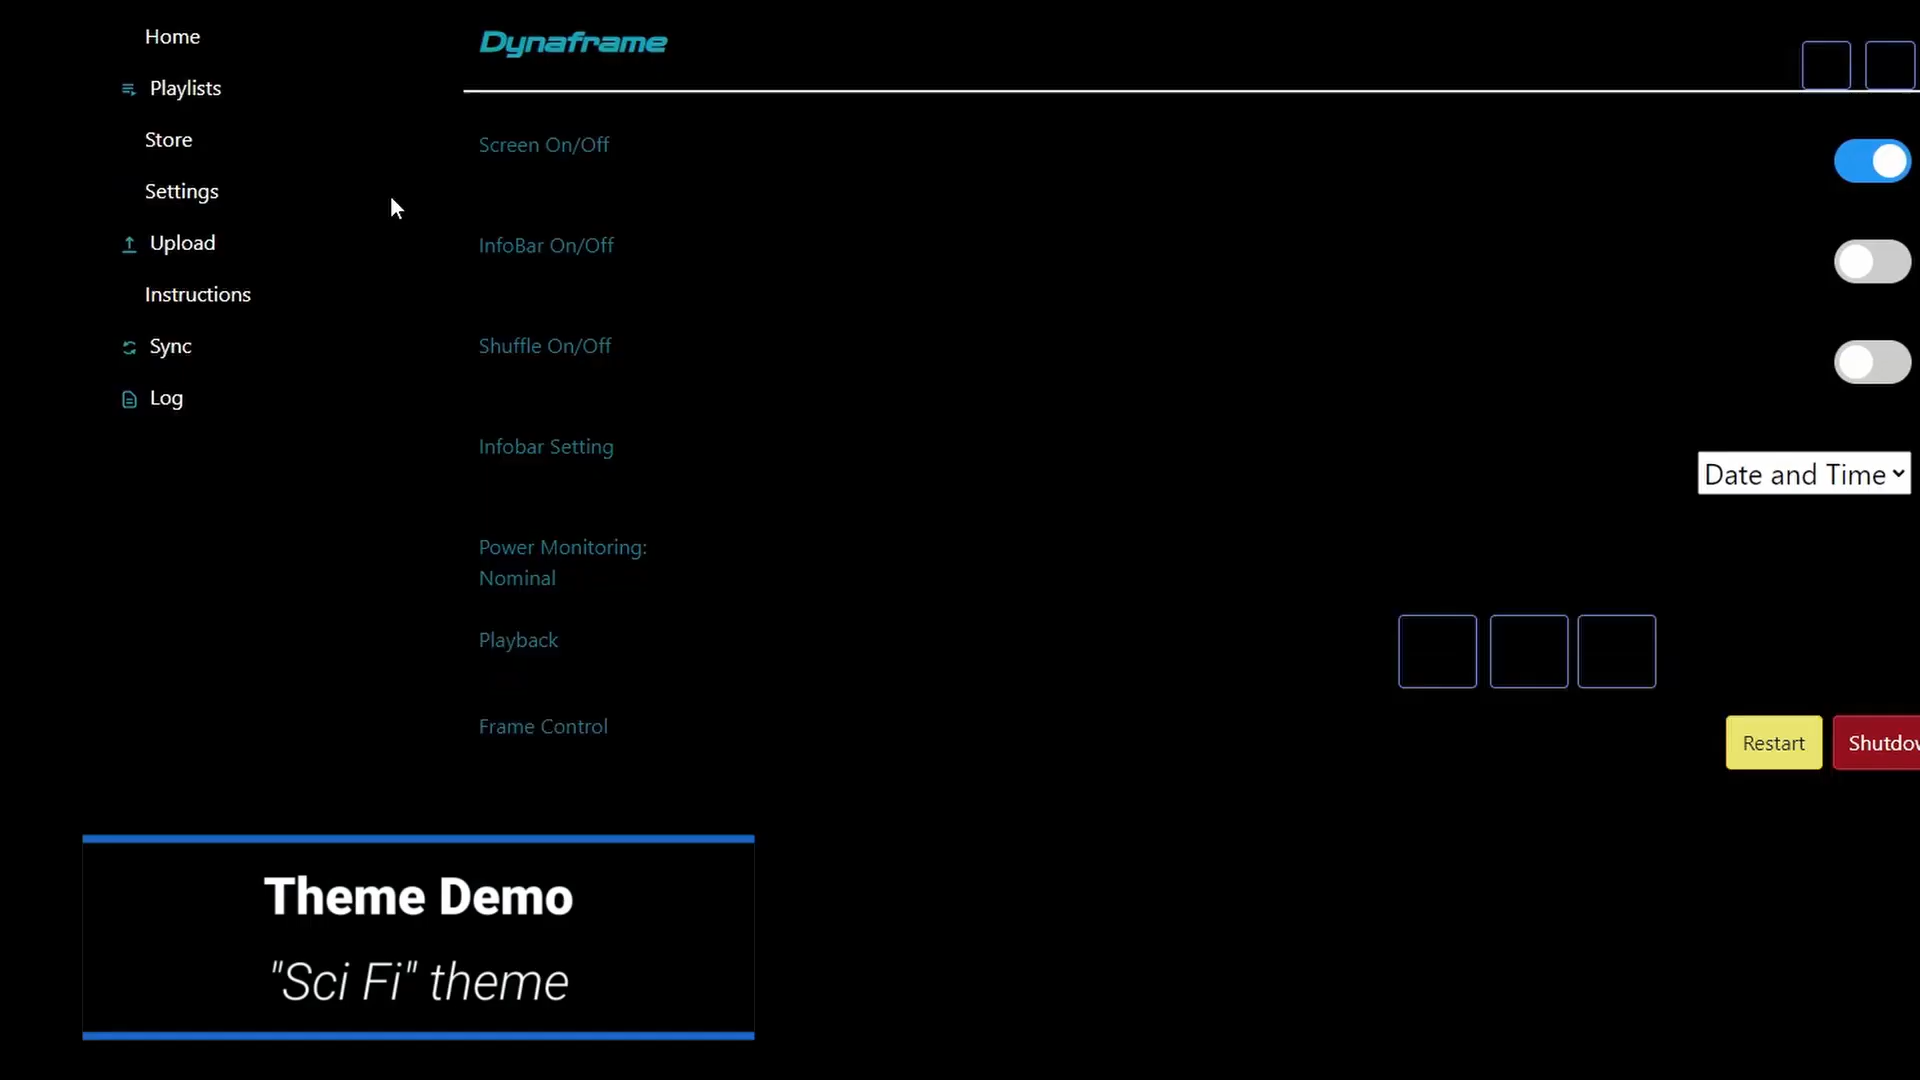 Home
Playlists
Store
Settings
Upload
Instructions
Sync
Log
Dynaframe
Screen On/Off
InfoBar On/Off
Shuffle On/Off
Infobar Setting
Date and Time
Power Monitoring:
Nominal
Playback
Frame Control
Restart
Shutdow
Theme Demo
"Sci Fi" theme